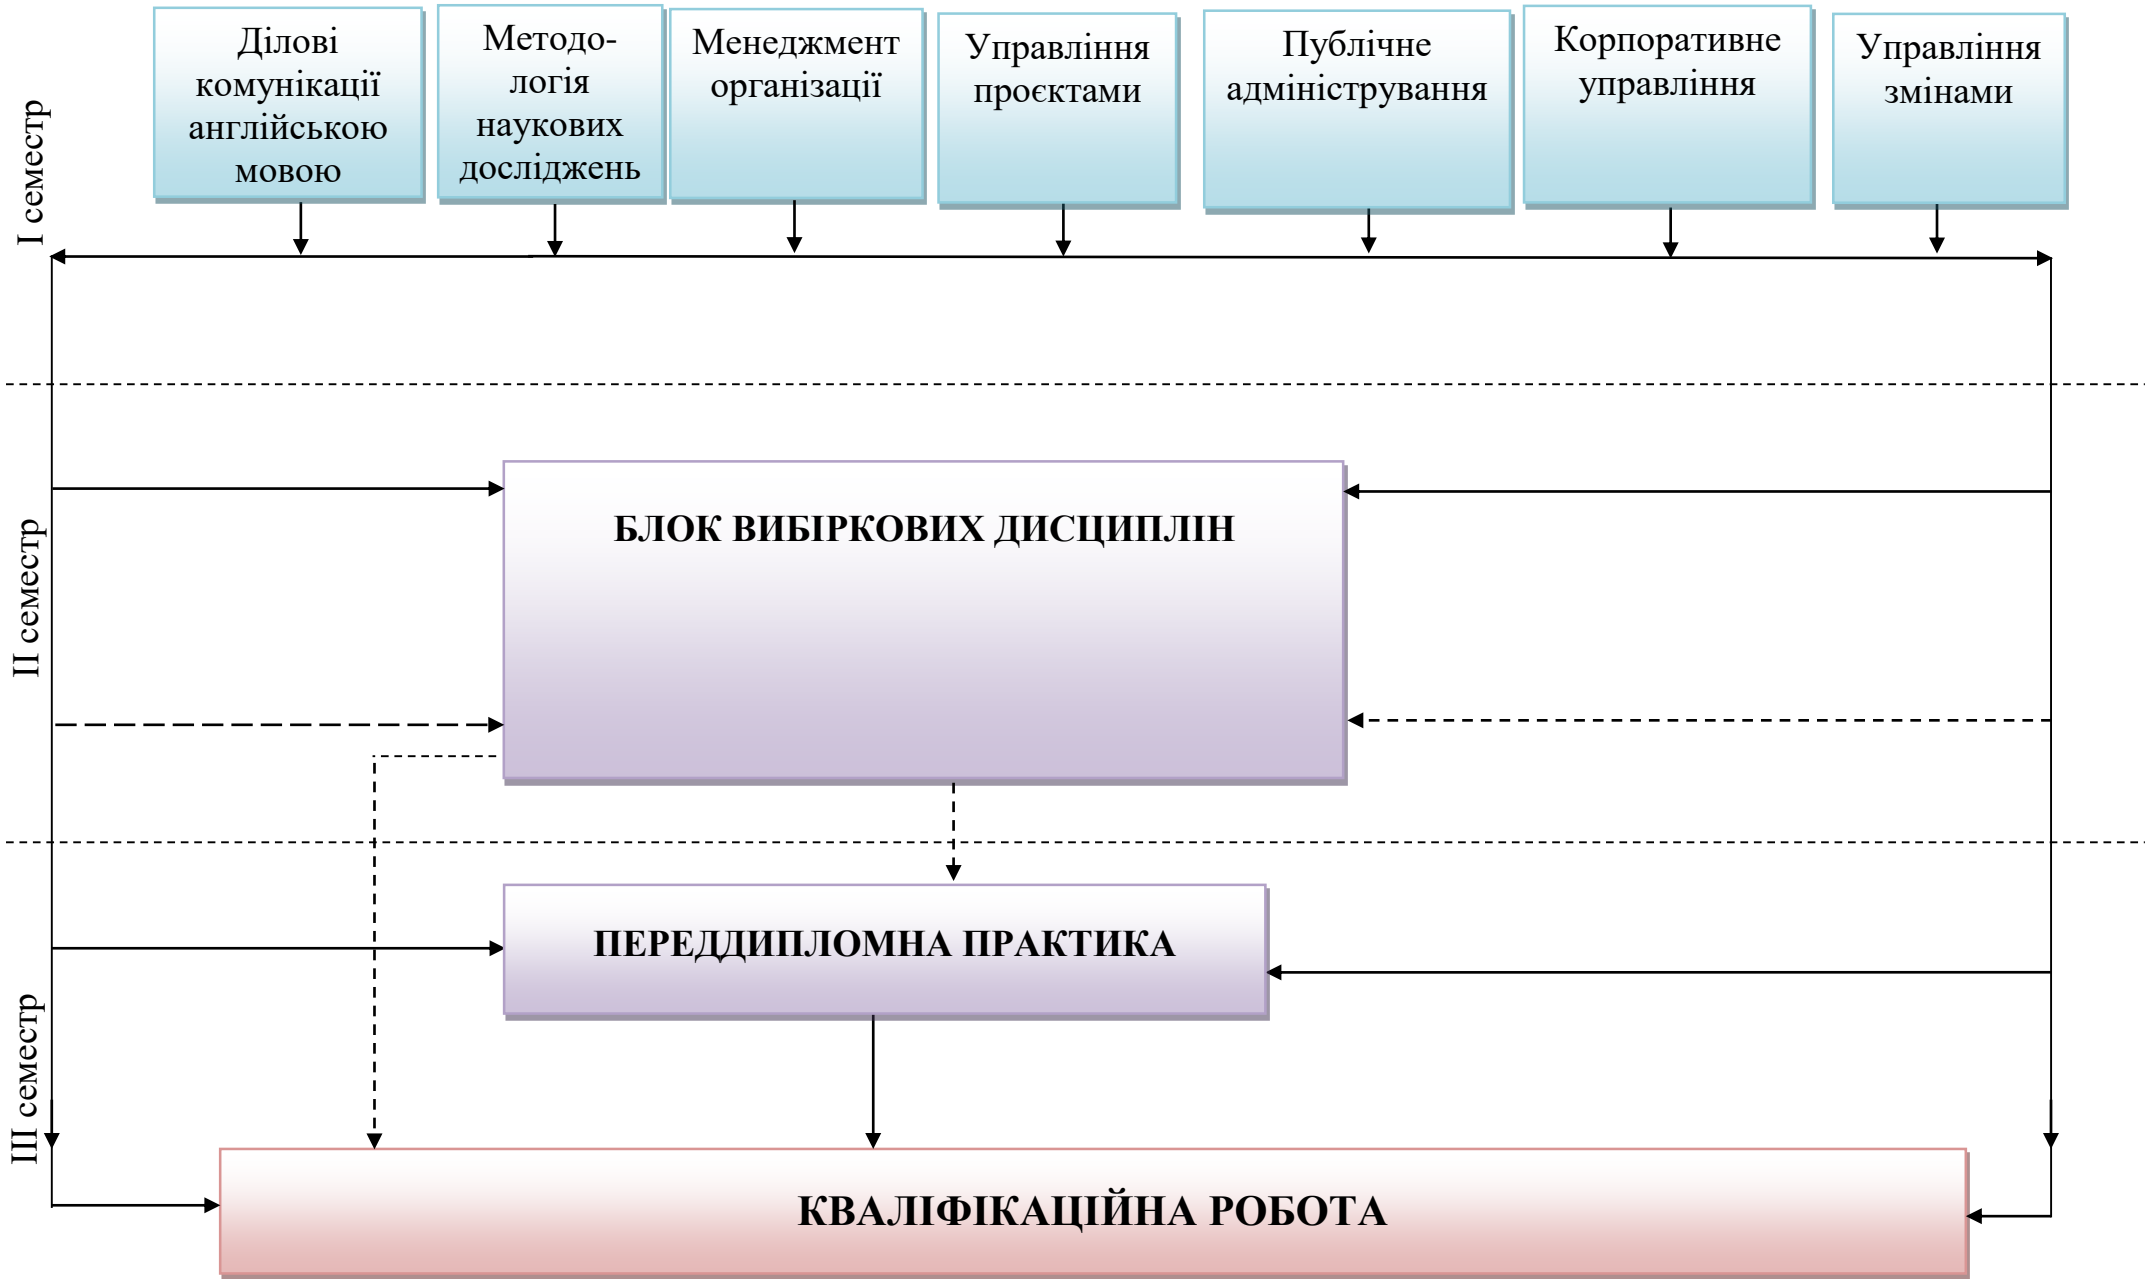 І семестр
Ділові
комунікації
англійською
мовою
Методо-
логія
наукових
досліджень
Менеджмент
організації
Управління
проєктами
Публічне
адміністрування
Корпоративне
управління
Управління
змінами
ІІ семестр
БЛОК ВИБІРКОВИХ ДИСЦИПЛІН
ІІІ семестр
ПЕРЕДДИПЛОМНА ПРАКТИКА
КВАЛІФІКАЦІЙНА РОБОТА